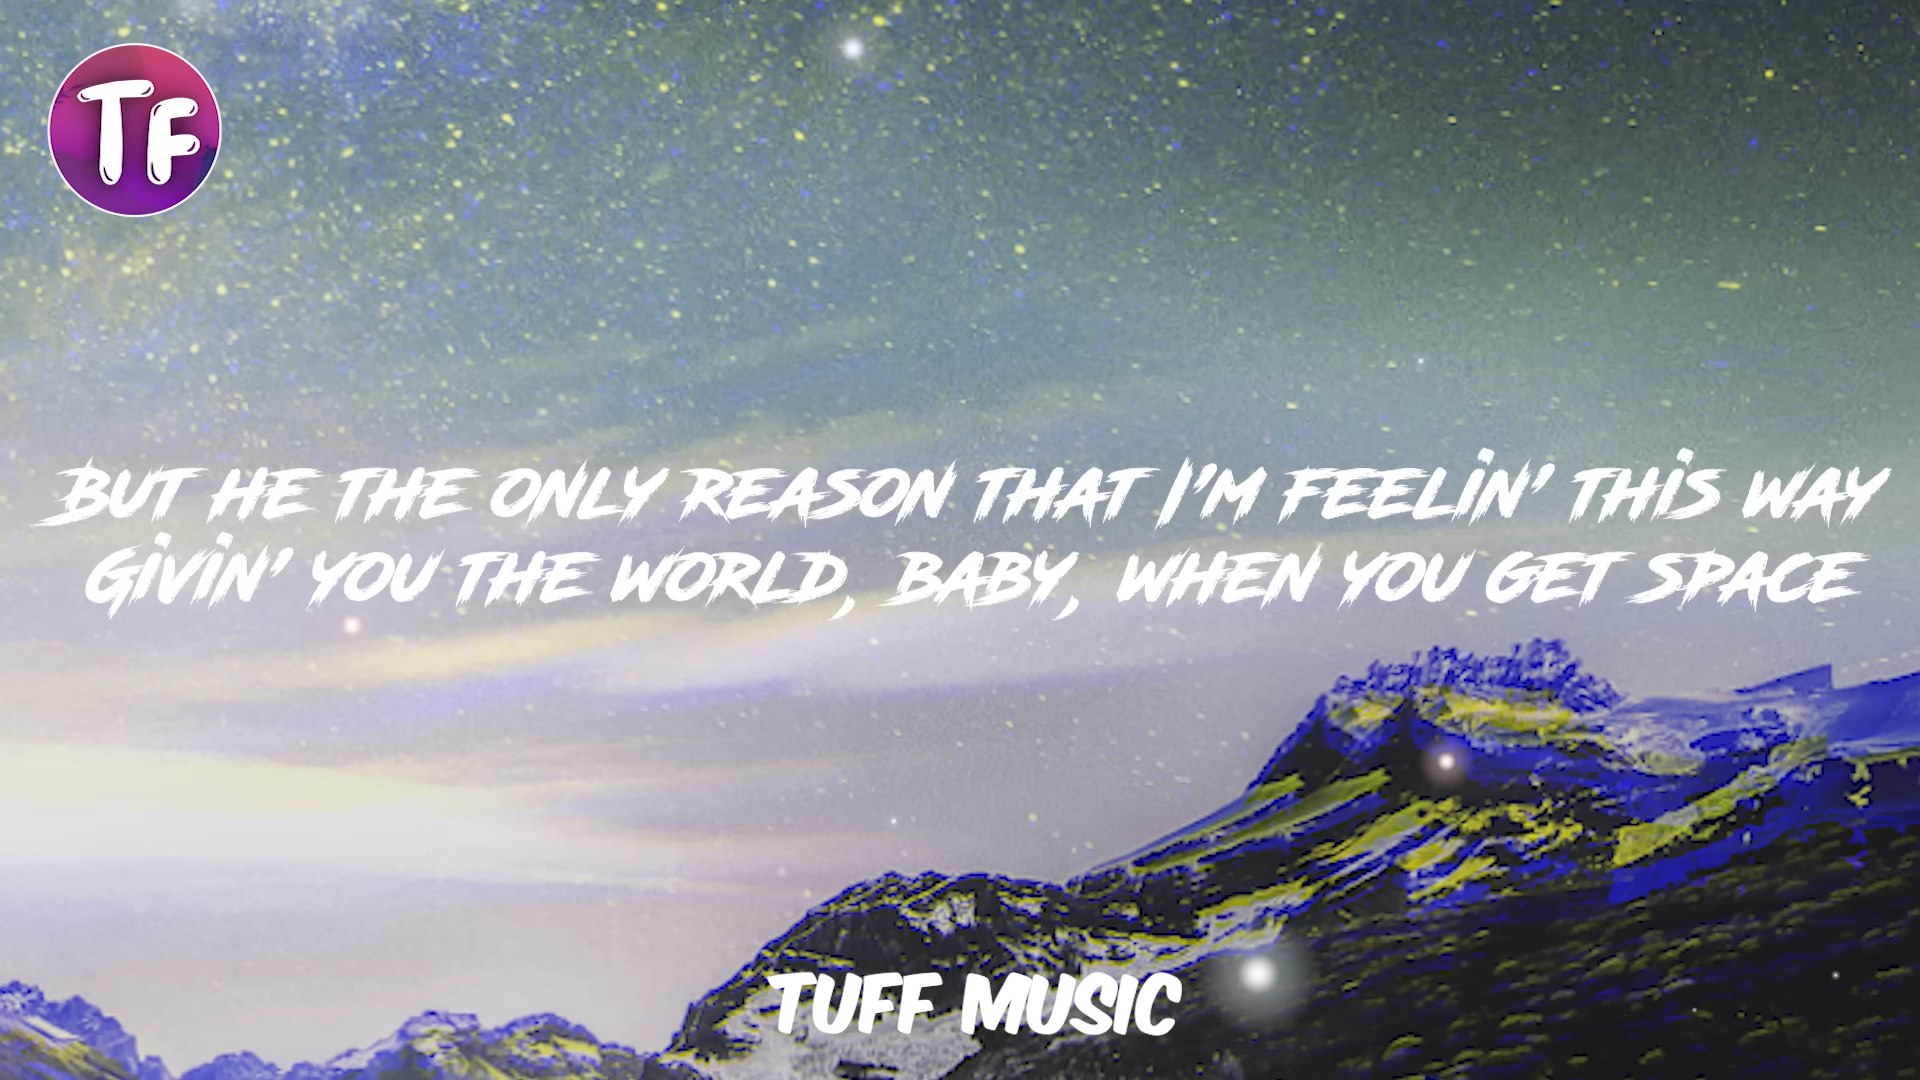 TF
BUT HE THE ONLY REASON THAT I'M FEELIN' THIS WAY
GIVIN' YOU THE WORLD, BABY, WHEN YOU GET SPACE
TUFF MUSIC